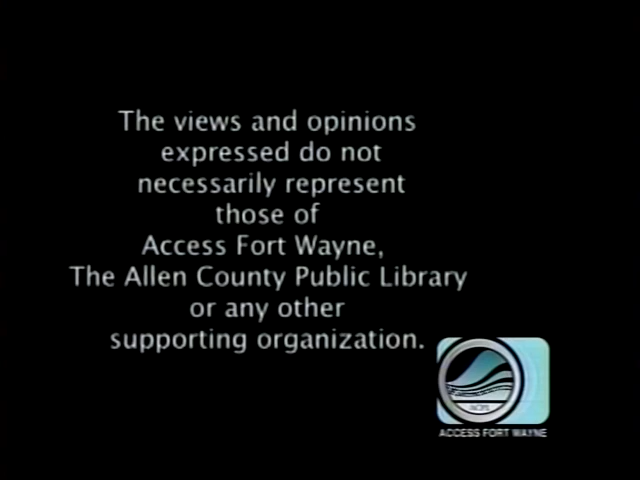 The views and opinions
expressed do not
necessarily represent
those of
Access Fort Wayne,
The Allen County Public Library
or any other
supporting organization.
ACCESS FORT WAYNE